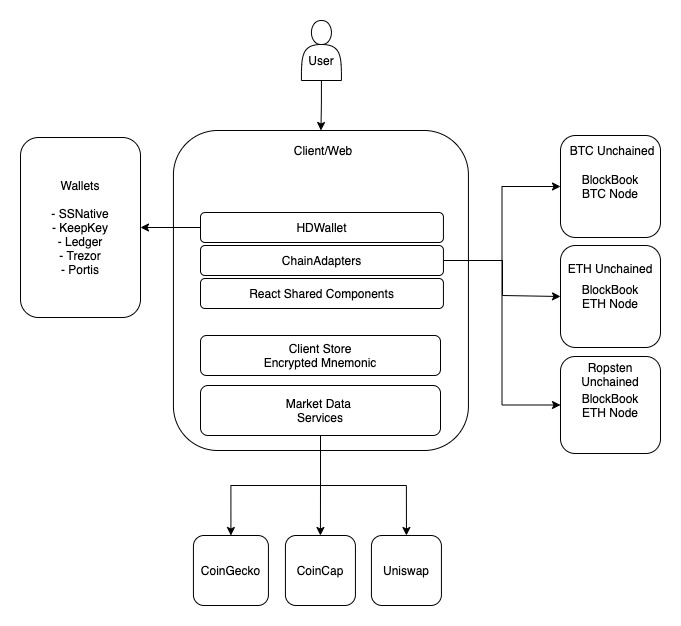 User
Client/Web
Wallets
- SSNative
- KeepKey
- Ledger
- Trezor
- Portis
HDWallet
ChainAdapters
React Shared Components
Client Store
Encrypted Mnemonic
Market Data
Services
BTC Unchained
BlockBook
BTC Node
ETH Unchained
BlockBook
ETH Node
Ropsten
Unchained
BlockBook
ETH Node
CoinGecko
CoinCap
Uniswap